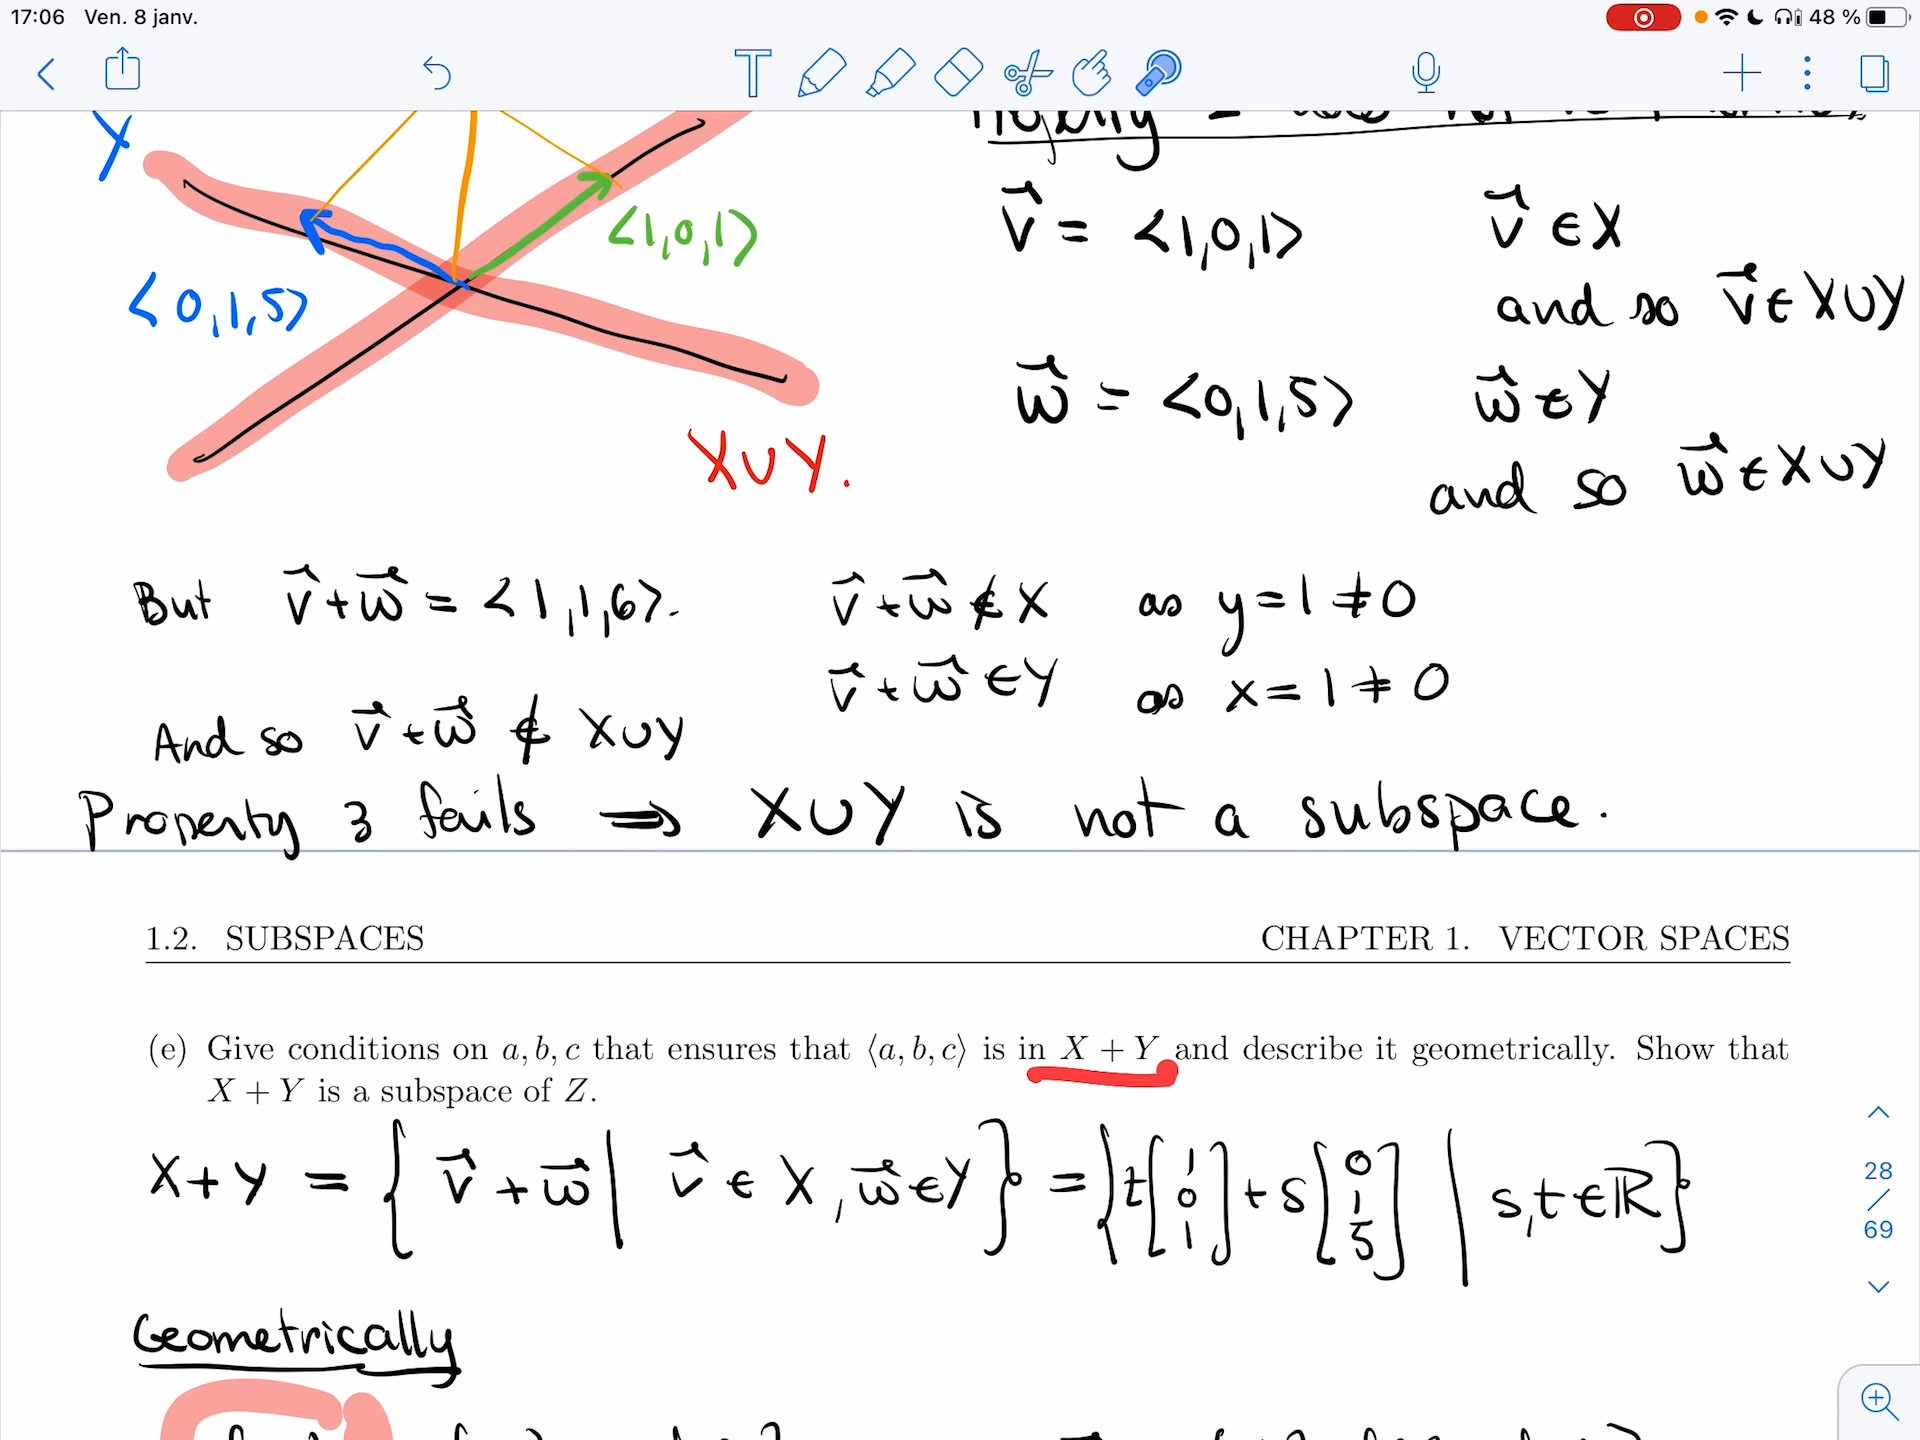 17:06 Ven. 8 janv.
48 %
T
Y
<1,0,1>
<0,1,5>
X∪Y.
v⃗ = <1,0,1> v⃗ ∈ X
and so v⃗ ∈ X∪Y
w⃗ = <0,1,5> w⃗ ∈ Y
and so w⃗ ∈ X∪Y
But v⃗ + w⃗ = <1,1,6>. v⃗ + w⃗ ∉ X as y = 1 ≠ 0
v⃗ + w⃗ ∈ Y as x = 1 ≠ 0
And so v⃗ + w⃗ ∉ X∪Y
Property 3 fails ⇒ X∪Y is not a subspace.
1.2. SUBSPACES CHAPTER 1. VECTOR SPACES
(e) Give conditions on a, b, c that ensures that ⟨a, b, c⟩ is in X + Y and describe it geometrically. Show that
X + Y is a subspace of Z.
X+Y = { v⃗ + w⃗ | v⃗ ∈ X, w⃗ ∈ Y } = { t [1 0 1] + s [0 1 5] | s,t ∈ ℝ }
28
/
69
Geometrically